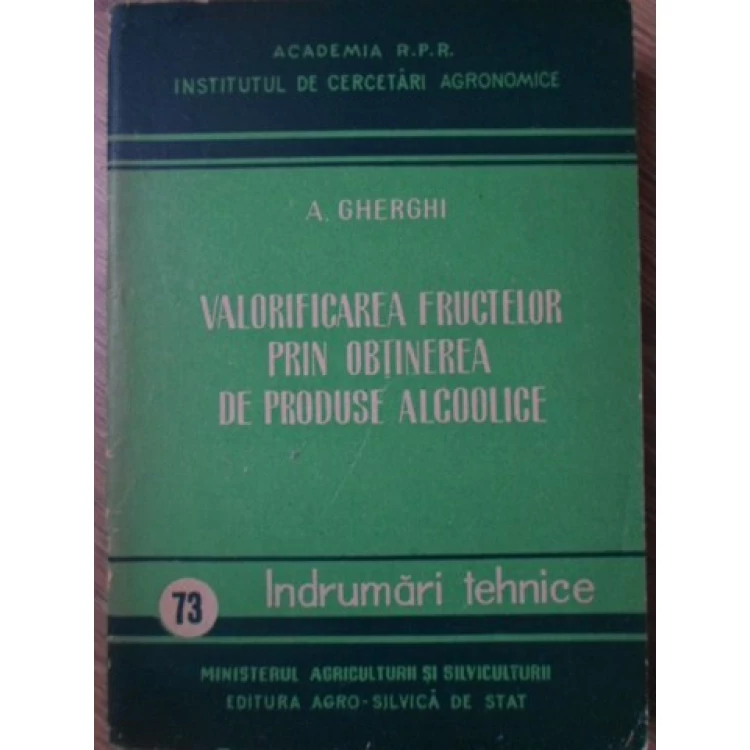 ACADEMIA R.P.R.
INSTITUTUL DE CERCETĂRI AGRONOMICE
A. GHERGHI
VALORIFICAREA FRUCTELOR
PRIN OBȚINEREA
DE PRODUSE ALCOOLICE
73
Indrumări tehnice
MINISTERUL AGRICULTURII ȘI SILVICULTURII
EDITURA AGRO-SILVICĂ DE STAT